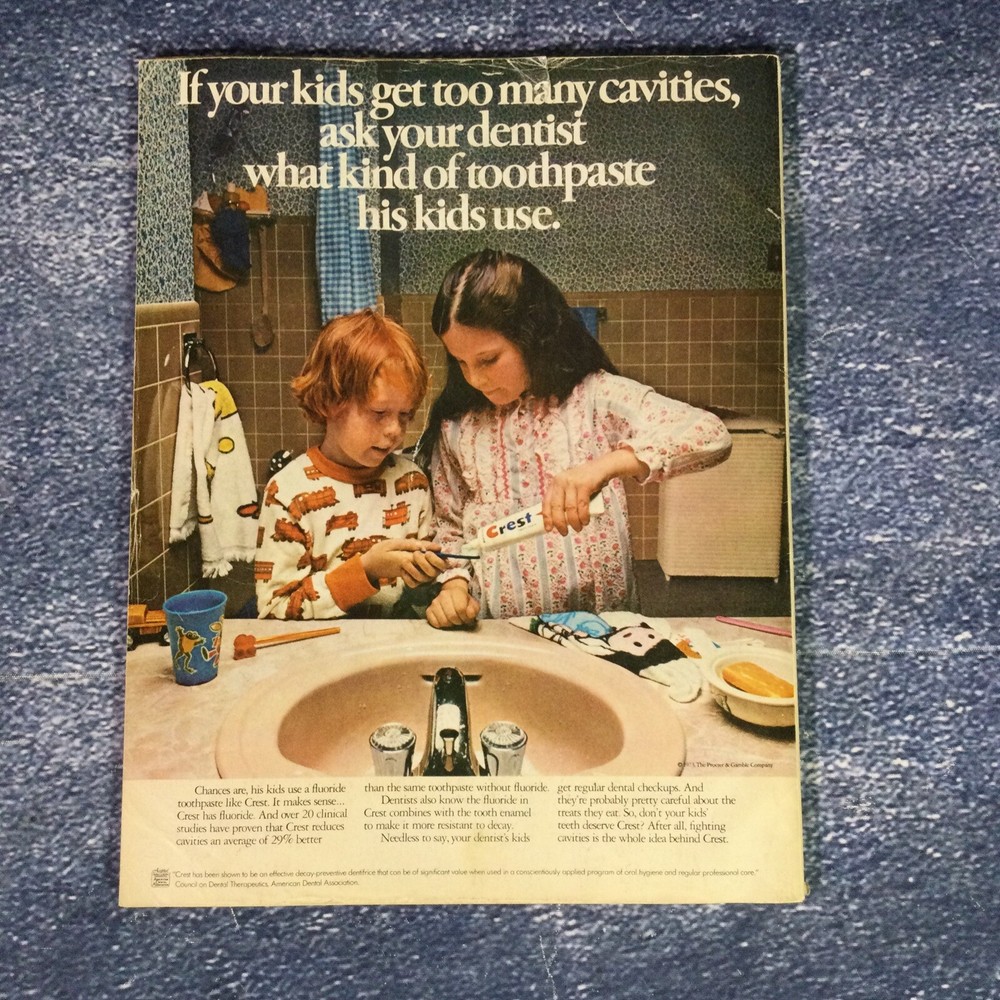 If your kids get too many cavities,
ask your dentist
what kind of toothpaste
his kids use.
Crest
The Procter & Gamble Company
Chances are, his kids use a fluoride
toothpaste like Crest. It makes sense...
Crest has fluoride. And over 20 clinical
studies have proven that Crest reduces
cavities an average of 29% better
than the same toothpaste without fluoride.
Dentists also know the fluoride in
Crest combines with the tooth enamel
to make it more resistant to decay.
Needless to say, your dentist's kids
get regular dental checkups. And
they're probably pretty careful about the
treats they eat. So, don't your kids'
teeth deserve Crest? After all, fighting
cavities is the whole idea behind Crest.
"Crest has been shown to be an effective decay-preventive dentifrice that can be of significant value when used in a conscientiously applied program of oral hygiene and regular professional care."
Council on Dental Therapeutics, American Dental Association.